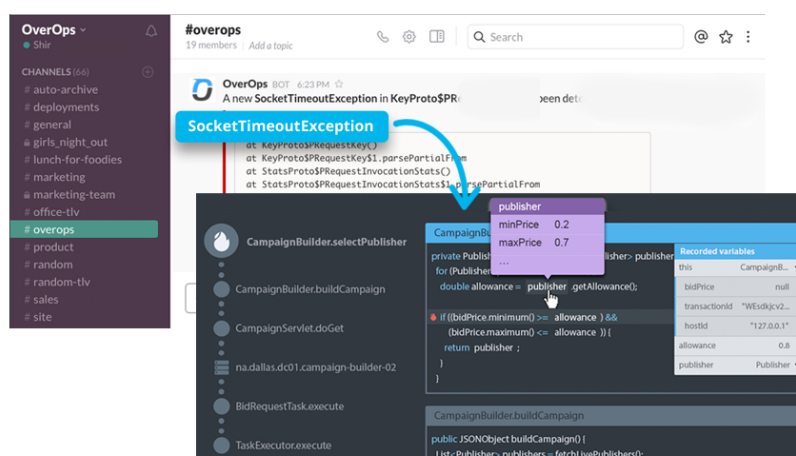 OverOps
Shir
CHANNELS (66)
# auto-archive
# deployments
# general
girls_night_out
# lunch-for-foodies
# marketing
marketing-team
# office-tlv
# overops
# product
# random
# random-tlv
# sales
# site
#overops
19 members | Add a topic
Search
OverOps BOT 6:23 PM
A new SocketTimeoutException in KeyProto$PR been
SocketTimeoutException
at KeyProto$PRequestKey()
at KeyProto$PRequestKey$1.parsePartialFrom
at StatsProto$PRequestInvocationStats()
at StatsProto$PRequestInvocationStats$1.parsePartialFrom
CampaignBuilder.selectPublisher
CampaignBuilder.buildCampaign
CampaignServlet.doGet
na.dallas.dc01.campaign-builder-02
BidRequestTask.execute
TaskExecutor.execute
publisher
minPrice 0.2
maxPrice 0.7
...
private
for (Publisher
double allowance = publisher .getAllowance();
if ((bidPrice.minimum() >= allowance ) &&
(bidPrice.maximum() <= allowance )) {
return publisher ;
}
}
Recorded variables
this CampaignB...
bidPrice null
transactionId "WEsdkjcv2...
hostId "127.0.0.1"
allowance 0.8
publisher Publisher
CampaignBuilder.buildCampaign
public JSONObject buildCampaign() {
List<Publisher> publishers = fetchLivePublishers();